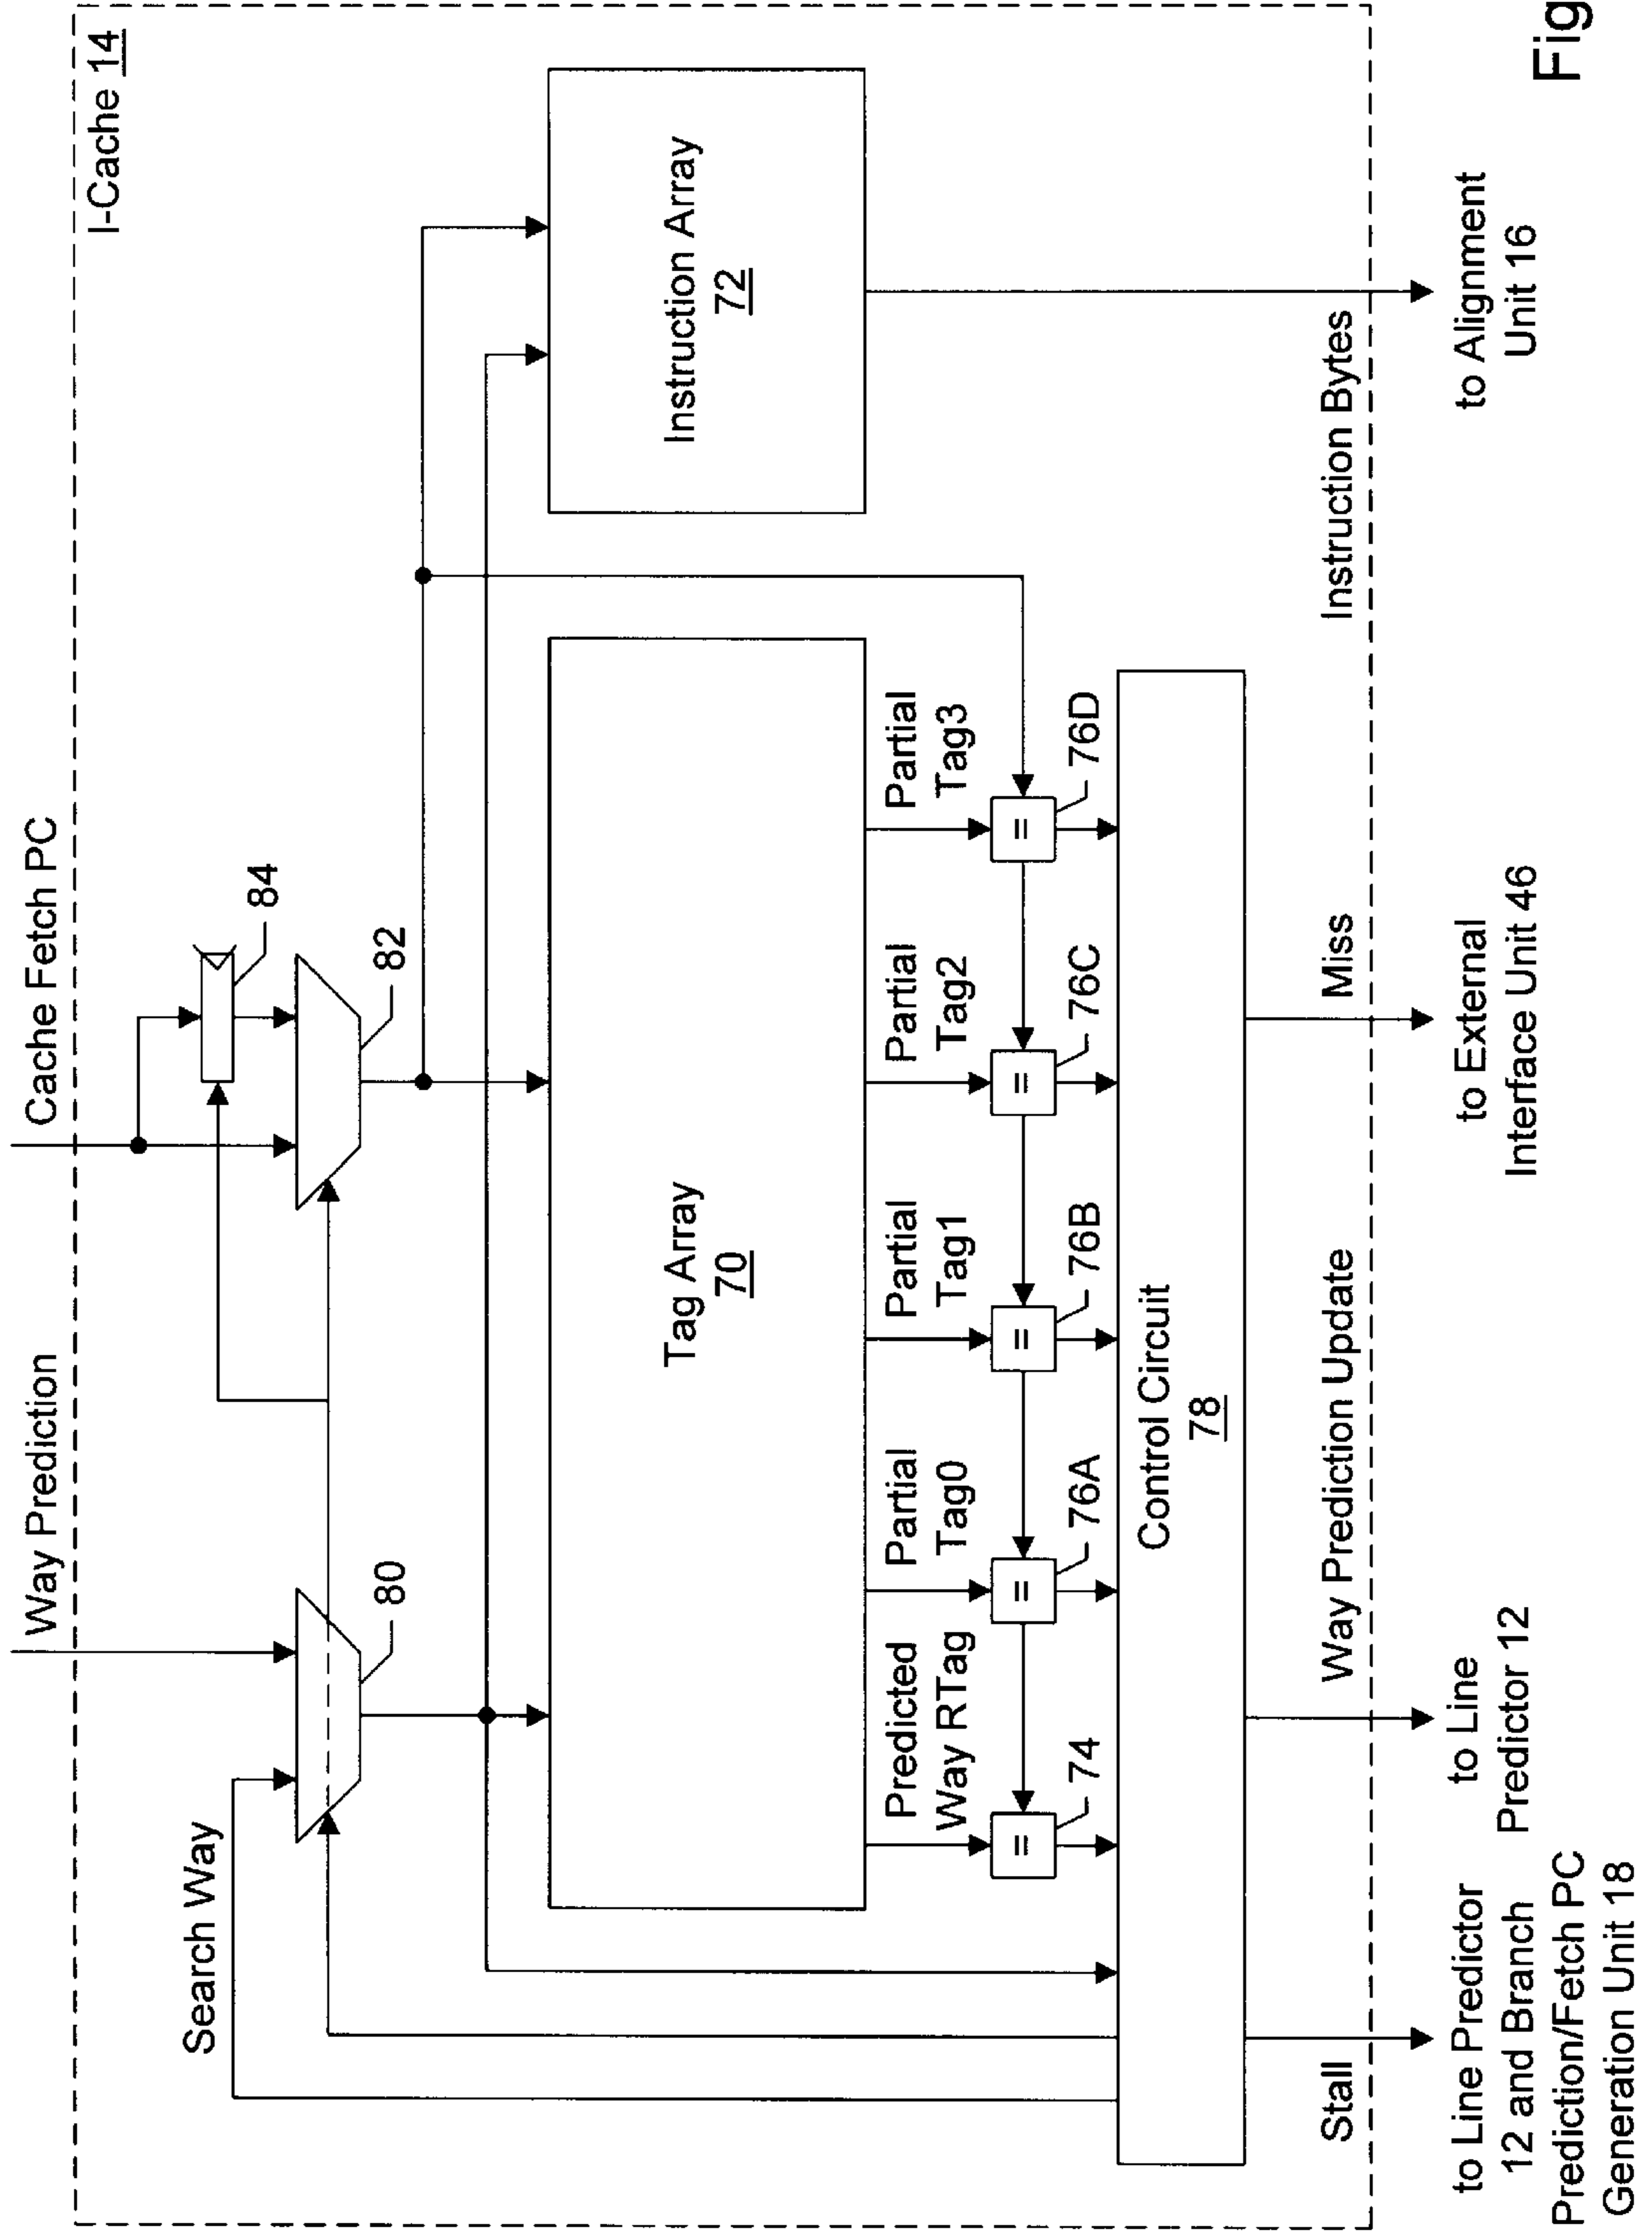 Way Prediction
Cache Fetch PC
I-Cache 14
Search Way
80
84
82
Tag Array
70
Instruction Array
72
Predicted
Way RTag
Partial
Tag0
Partial
Tag1
Partial
Tag2
Partial
Tag3
=
=
=
=
=
74
76A
76B
76C
76D
Control Circuit
78
Stall
Way Prediction Update
Miss
Instruction Bytes
to Line Predictor
12 and Branch
Prediction/Fetch PC
Generation Unit 18
to Line
Predictor 12
to External
Interface Unit 46
to Alignment
Unit 16
Fig